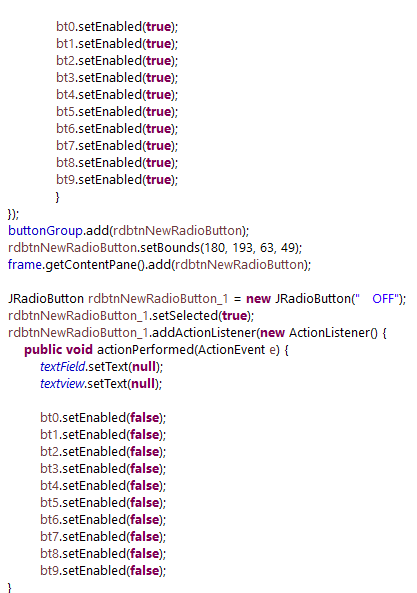 bt0.setEnabled(true);
bt1.setEnabled(true);
bt2.setEnabled(true);
bt3.setEnabled(true);
bt4.setEnabled(true);
bt5.setEnabled(true);
bt6.setEnabled(true);
bt7.setEnabled(true);
bt8.setEnabled(true);
bt9.setEnabled(true);
}
});
buttonGroup.add(rdbtnNewRadioButton);
rdbtnNewRadioButton.setBounds(180, 193, 63, 49);
frame.getContentPane().add(rdbtnNewRadioButton);
JRadioButton rdbtnNewRadioButton_1 = new JRadioButton("   OFF");
rdbtnNewRadioButton_1.setSelected(true);
rdbtnNewRadioButton_1.addActionListener(new ActionListener() {
public void actionPerformed(ActionEvent e) {
textField.setText(null);
textview.setText(null);
bt0.setEnabled(false);
bt1.setEnabled(false);
bt2.setEnabled(false);
bt3.setEnabled(false);
bt4.setEnabled(false);
bt5.setEnabled(false);
bt6.setEnabled(false);
bt7.setEnabled(false);
bt8.setEnabled(false);
bt9.setEnabled(false);
}